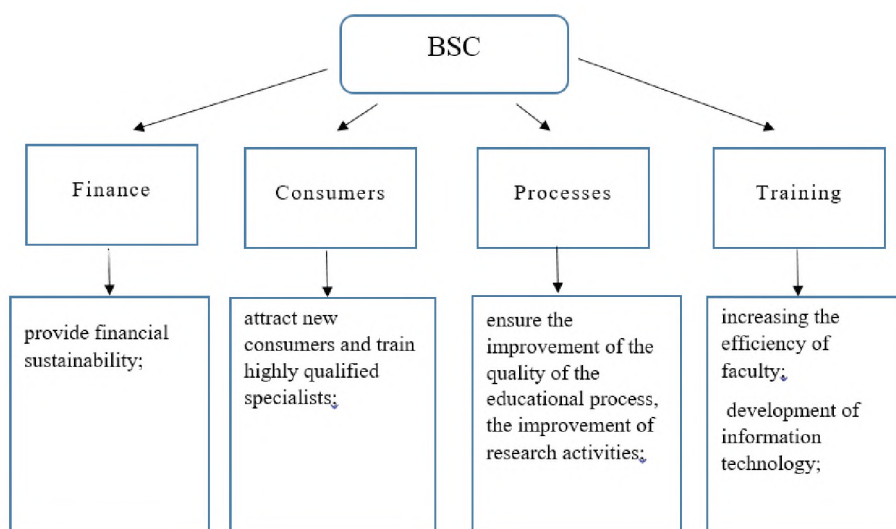 BSC
Finance
Consumers
Processes
Training
provide financial
sustainability;
attract new
consumers and train
highly qualified
specialists;
ensure the
improvement of the
quality of the
educational process,
the improvement of
research activities;
increasing the
efficiency of
faculty;
development of
information
technology;